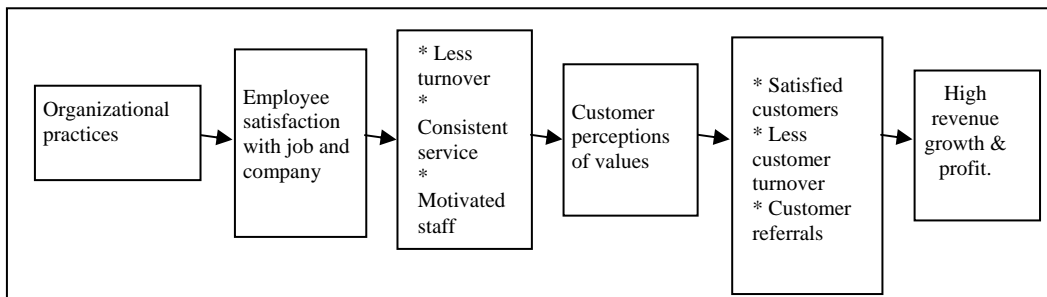 Organizational
practices
Employee
satisfaction
with job and
company
* Less
turnover
*
Consistent
service
*
Motivated
staff
Customer
perceptions
of values
* Satisfied
customers
* Less
customer
turnover
* Customer
referrals
High
revenue
growth &
profit.